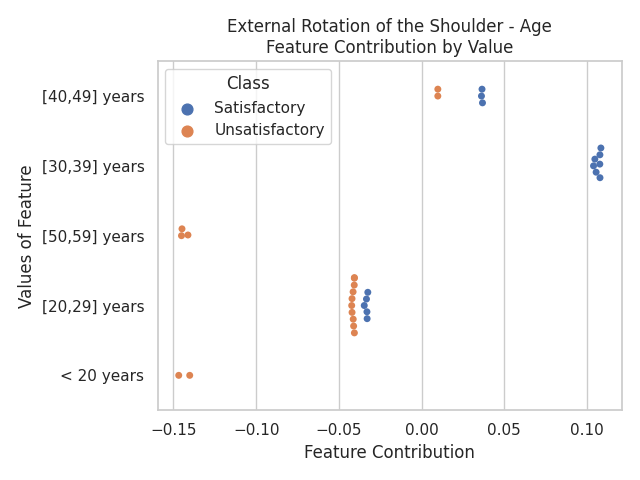 External Rotation of the Shoulder - Age
Feature Contribution by Value
Class
Satisfactory
Unsatisfactory
Values of Feature
[40,49] years
[30,39] years
[50,59] years
[20,29] years
< 20 years
−0.15 −0.10 −0.05 0.00 0.05 0.10
Feature Contribution